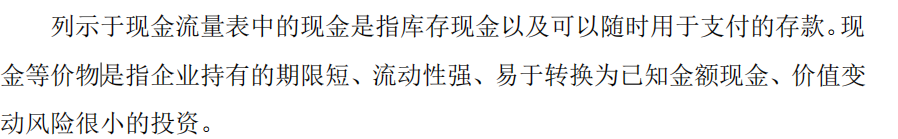 列示于现金流量表中的现金是指库存现金以及可以随时用于支付的存款。现
金等价物是指企业持有的期限短、流动性强、易于转换为已知金额现金、价值变
动风险很小的投资。